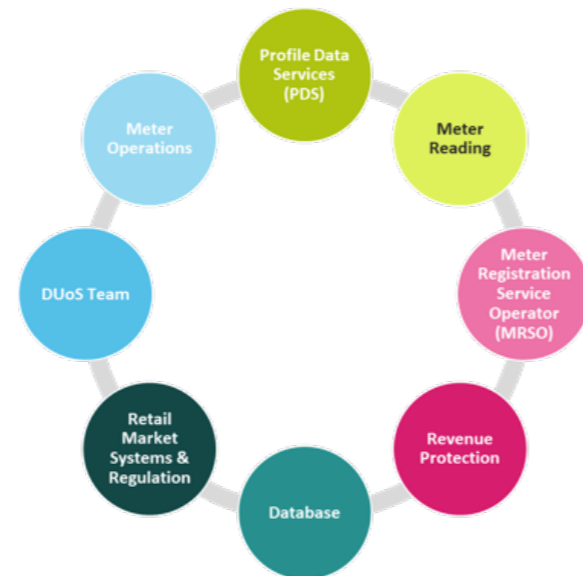 Profile Data
Services
(PDS)
Meter
Reading
Meter
Registration
Service
Operator
(MRSO)
Revenue
Protection
Database
Retail
Market
Systems &
Regulation
DUoS Team
Meter
Operations